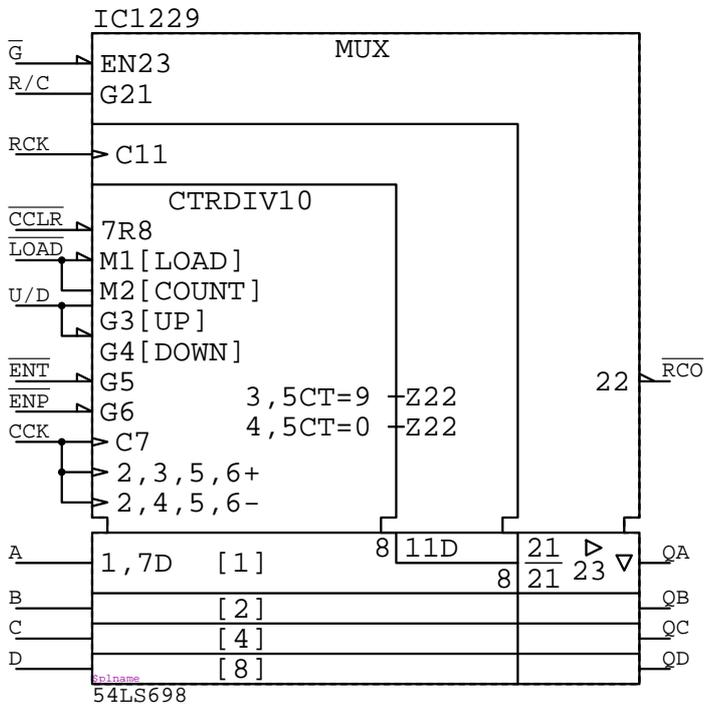 IC1229
MUX
G
EN23
R/C
G21
RCK
C11
CTRDIV10
CCLR
7R8
LOAD
M1[LOAD]
M2[COUNT]
U/D
G3[UP]
G4[DOWN]
ENT
G5
22
RCO
3,5CT=9 Z22
ENP
G6
4,5CT=0 Z22
CCK
C7
2,3,5,6+
2,4,5,6-
A
1,7D [1]
8 11D
8
21
21
23
QA
B
[2]
QB
C
[4]
QC
D
[8]
QD
Splname
54LS698